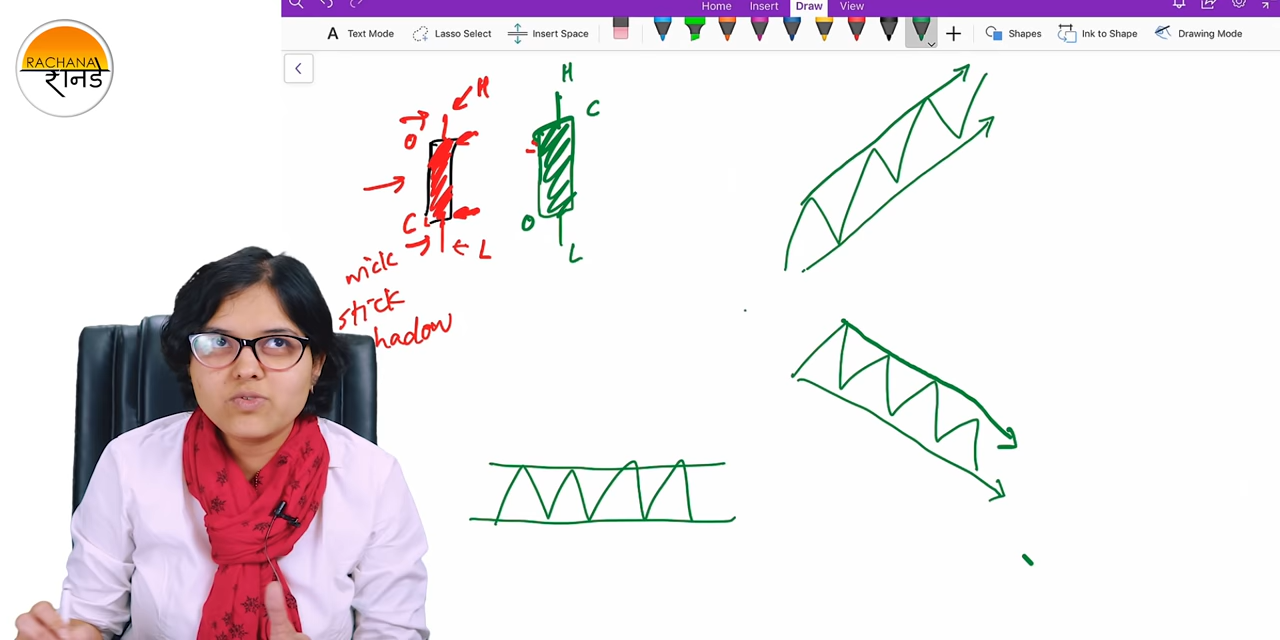 RACHANA
रानडे
Home Insert Draw View
Text Mode Lasso Select Insert Space Shapes Ink to Shape Drawing Mode
H H
O C
C O
L L
wick
stick
hadow